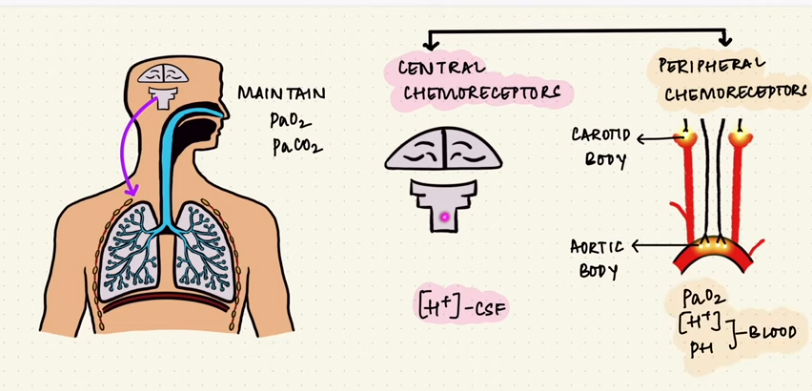 MAINTAIN
PaO2
PaCO2
CENTRAL
CHEMORECEPTORS
[H+]-CSF
PERIPHERAL
CHEMORECEPTORS
CAROTID
BODY
AORTIC
BODY
PaO2
[H+]
PH
BLOOD